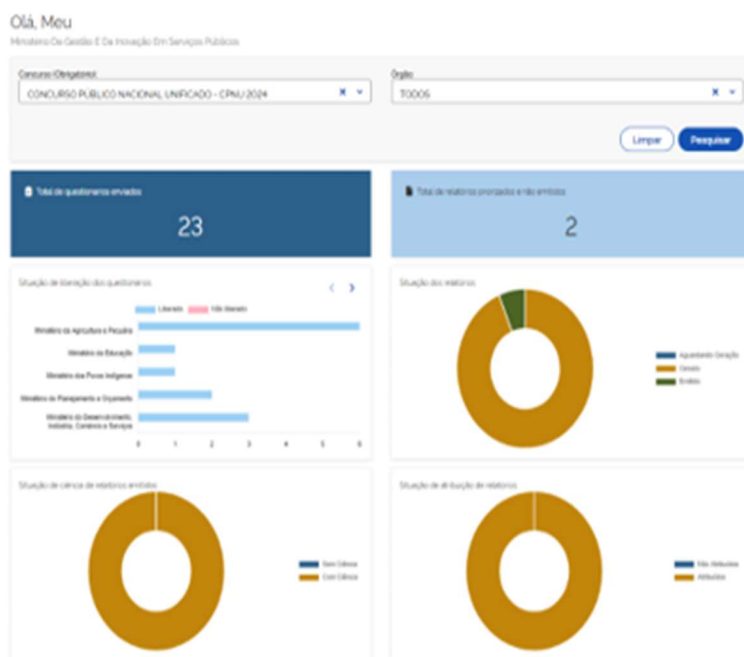 Olá, Meu
Ministério Da Gestão E Da Inovação Em Serviços Públicos
Concurso (Obrigatório)
CONCURSO PÚBLICO NACIONAL UNIFICADO - CPNU 2024
Órgão
TODOS
Limpar
Pesquisar
Total de questionários enviados
23
Total de relatórios priorizados e não emitidos
2
Situação de liberação dos questionários
Liberado
Não liberado
Ministério da Agricultura e Pecuária
Ministério da Educação
Ministério dos Povos Indígenas
Ministério do Planejamento e Orçamento
Ministério do Desenvolvimento,
Indústria, Comércio e Serviços
0 1 2 3 4 5 6
Situação dos relatórios
Aguardando Geração
Gerado
Emitido
Situação de ciência de relatórios emitidos
Sem Ciência
Com Ciência
Situação de atribuição de relatórios
Não Atribuídos
Atribuídos